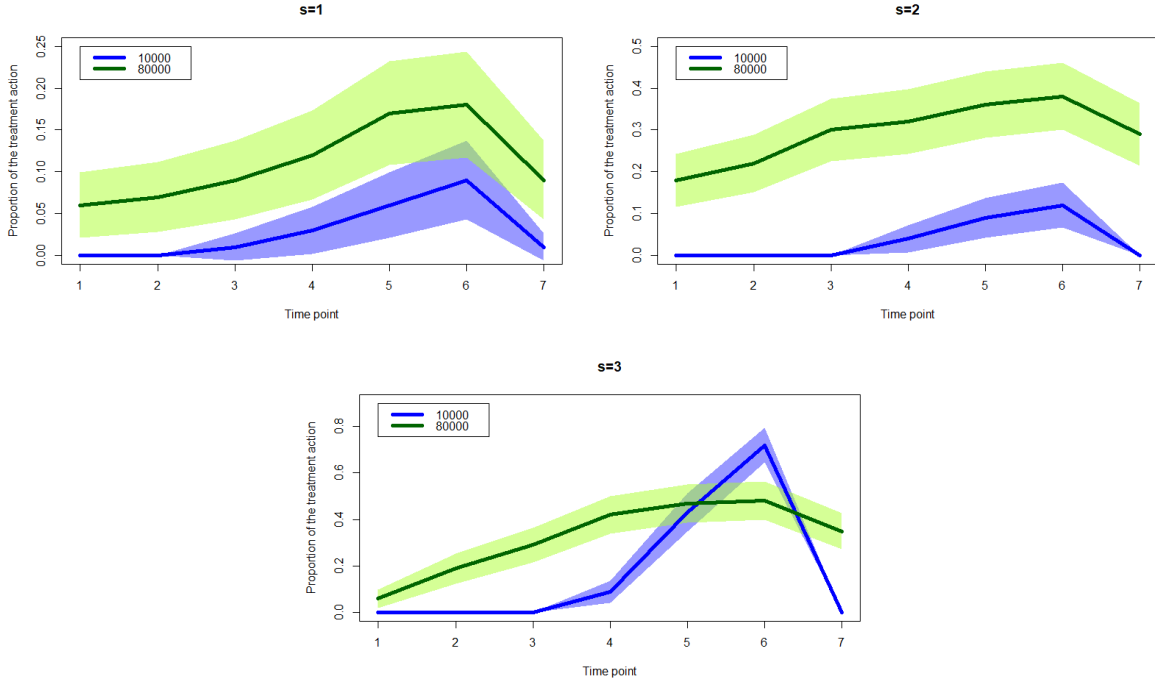 s=1
10000
80000
Proportion of the treatment action
0.00 0.05 0.10 0.15 0.20 0.25
1 2 3 4 5 6 7
Time point
s=2
10000
80000
Proportion of the treatment action
0.0 0.1 0.2 0.3 0.4 0.5
1 2 3 4 5 6 7
Time point
s=3
10000
80000
Proportion of the treatment action
0.0 0.2 0.4 0.6 0.8
1 2 3 4 5 6 7
Time point